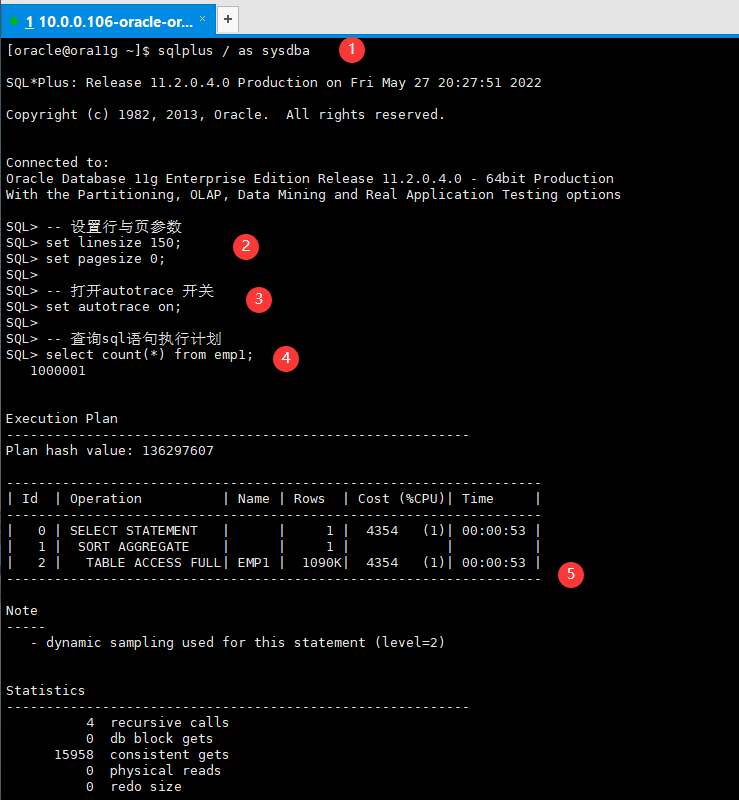 1 10.0.0.106-oracle-or... × +
[oracle@ora11g ~]$ sqlplus / as sysdba 1
SQL*Plus: Release 11.2.0.4.0 Production on Fri May 27 20:27:51 2022
Copyright (c) 1982, 2013, Oracle.  All rights reserved.
Connected to:
Oracle Database 11g Enterprise Edition Release 11.2.0.4.0 - 64bit Production
With the Partitioning, OLAP, Data Mining and Real Application Testing options
SQL> -- 设置行与页参数
SQL> set linesize 150; 2
SQL> set pagesize 0;
SQL>
SQL> -- 打开autotrace 开关 3
SQL> set autotrace on;
SQL>
SQL> -- 查询sql语句执行计划
SQL> select count(*) from emp1; 4
   1000001
Execution Plan
----------------------------------------------------------
Plan hash value: 136297607
-------------------------------------------------------------------
| Id  | Operation          | Name | Rows  | Cost (%CPU)| Time     |
-------------------------------------------------------------------
|   0 | SELECT STATEMENT   |      |     1 |  4354   (1)| 00:00:53 |
|   1 |  SORT AGGREGATE    |      |     1 |            |          |
|   2 |   TABLE ACCESS FULL| EMP1 |  1090K|  4354   (1)| 00:00:53 |
------------------------------------------------------------------- 5
Note
-----
   - dynamic sampling used for this statement (level=2)
Statistics
----------------------------------------------------------
          4  recursive calls
          0  db block gets
      15958  consistent gets
          0  physical reads
          0  redo size